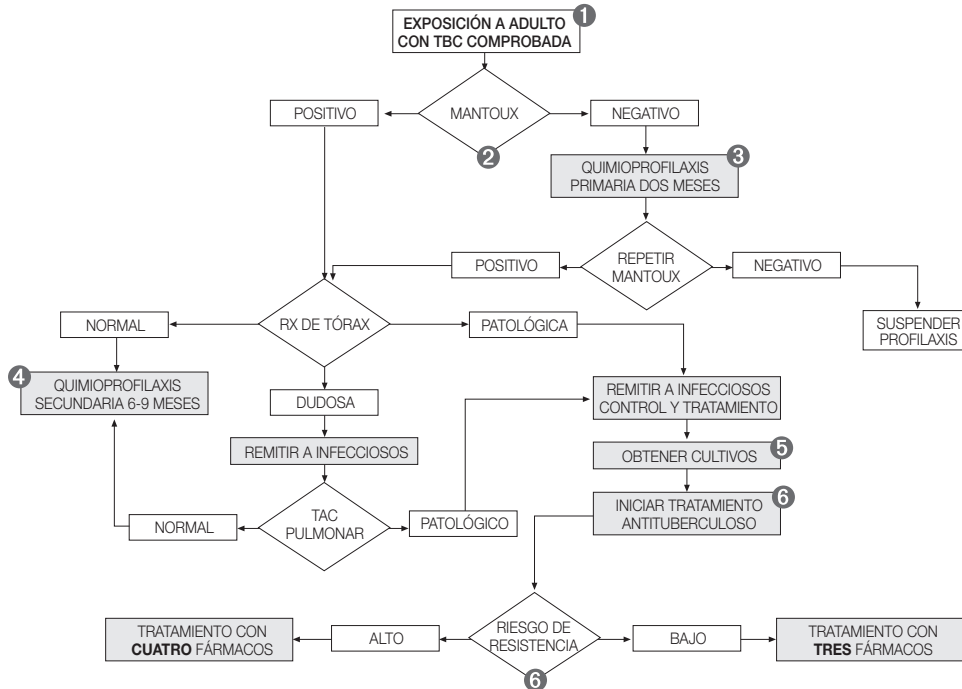 EXPOSICIÓN A ADULTO
CON TBC COMPROBADA
1
POSITIVO
MANTOUX
NEGATIVO
2
QUIMIOPROFILAXIS
PRIMARIA DOS MESES
3
POSITIVO
REPETIR
MANTOUX
NEGATIVO
NORMAL
RX DE TÓRAX
PATOLÓGICA
SUSPENDER
PROFILAXIS
4
QUIMIOPROFILAXIS
SECUNDARIA 6-9 MESES
DUDOSA
REMITIR A INFECCIOSOS
CONTROL Y TRATAMIENTO
REMITIR A INFECCIOSOS
OBTENER CULTIVOS
5
NORMAL
TAC
PULMONAR
PATOLÓGICO
INICIAR TRATAMIENTO
ANTITUBERCULOSO
6
TRATAMIENTO CON
CUATRO FÁRMACOS
ALTO
RIESGO DE
RESISTENCIA
6
BAJO
TRATAMIENTO CON
TRES FÁRMACOS